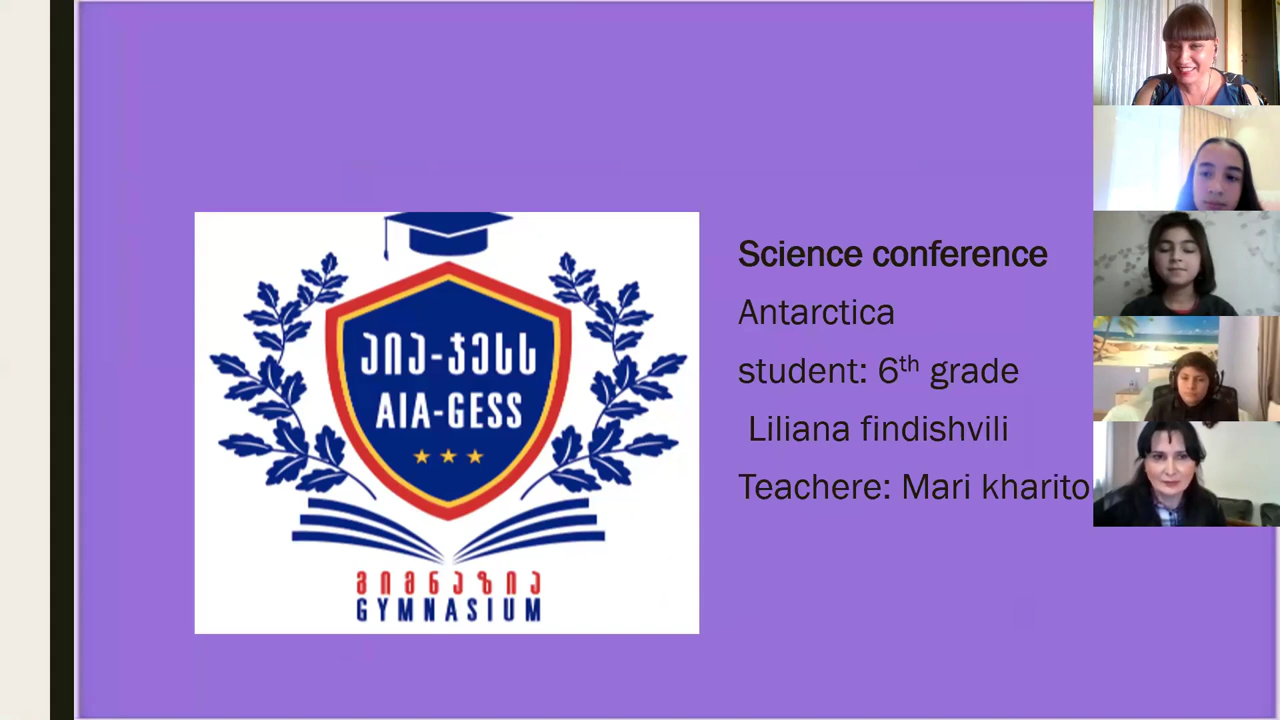 აია-ჯესს
AIA-GESS
გიმნაზია
GYMNASIUM
Science conference
Antarctica
student: 6th grade
Liliana findishvili
Teachere: Mari kharito